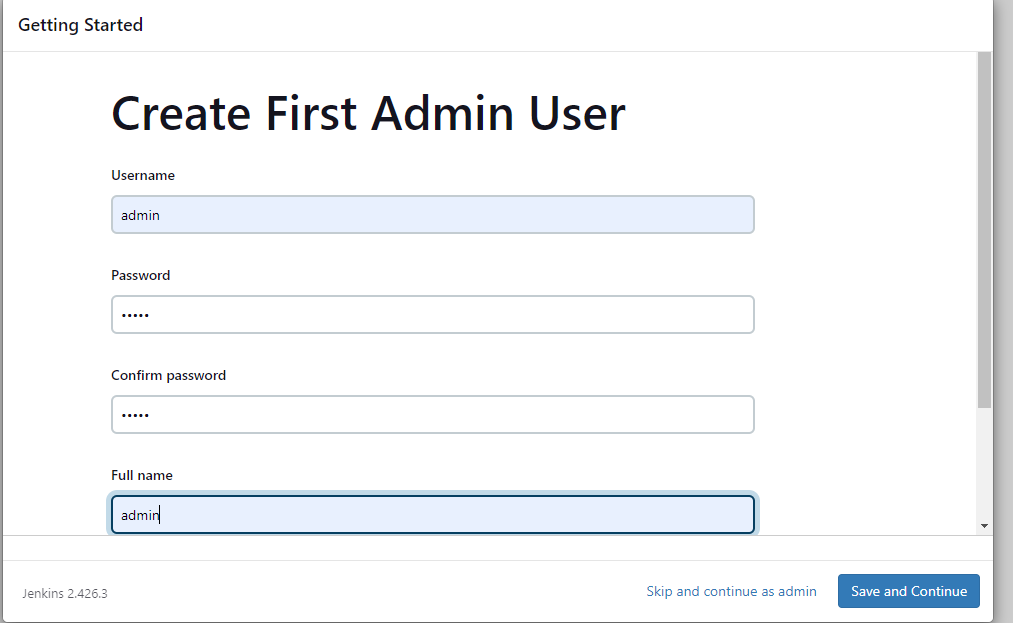 Getting Started
Create First Admin User
Username
admin
Password
•••••
Confirm password
•••••
Full name
admin
Jenkins 2.426.3
Skip and continue as admin
Save and Continue